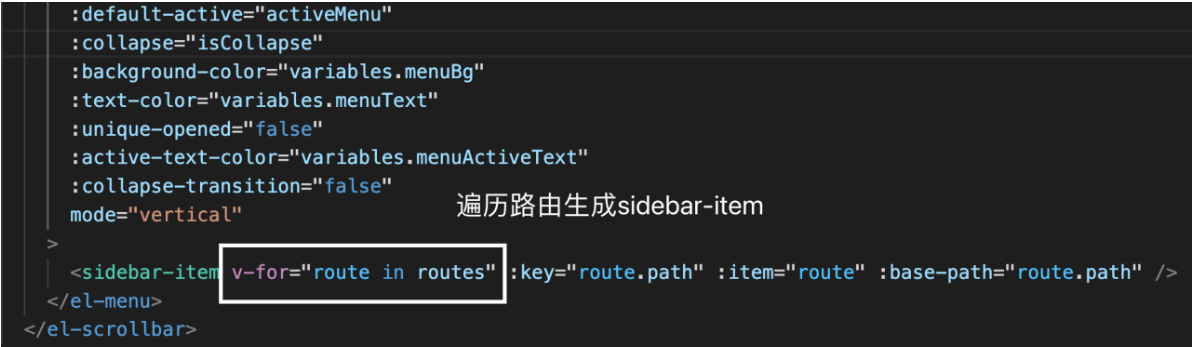 :default-active="activeMenu"
:collapse="isCollapse"
:background-color="variables.menuBg"
:text-color="variables.menuText"
:unique-opened="false"
:active-text-color="variables.menuActiveText"
:collapse-transition="false"
遍历路由生成sidebar-item
mode="vertical"
>
<sidebar-item v-for="route in routes" :key="route.path" :item="route" :base-path="route.path" />
</el-menu>
</el-scrollbar>